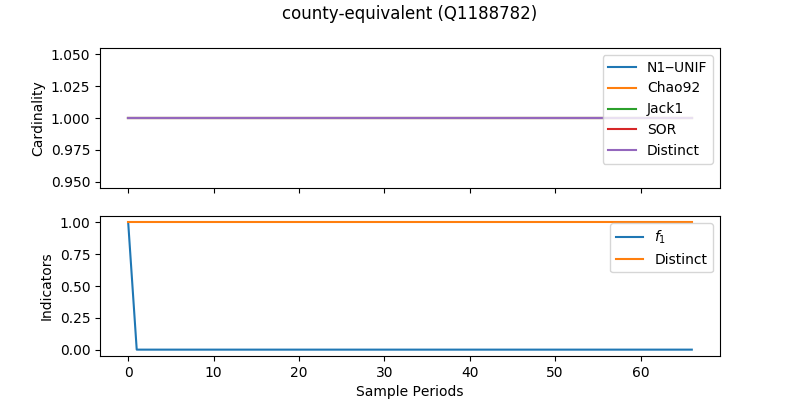 county-equivalent (Q1188782)
1.050
1.025
1.000
0.975
0.950
Cardinality
N1‒UNIF
Chao92
Jack1
SOR
Distinct
1.00
0.75
0.50
0.25
0.00
Indicators
f1
Distinct
0 10 20 30 40 50 60
Sample Periods